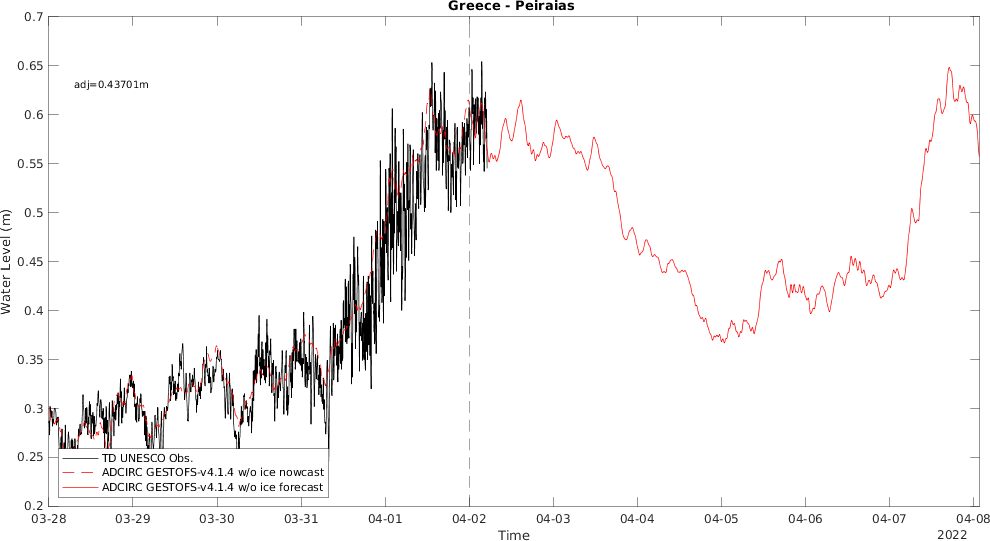 Greece - Peiraias
0.7
0.65
0.6
0.55
0.5
0.45
0.4
0.35
0.3
0.25
0.2
Water Level (m)
adj=0.43701m
TD UNESCO Obs.
ADCIRC GESTOFS-v4.1.4 w/o ice nowcast
ADCIRC GESTOFS-v4.1.4 w/o ice forecast
03-28 03-29 03-30 03-31 04-01 04-02 04-03 04-04 04-05 04-06 04-07 04-08
Time
2022